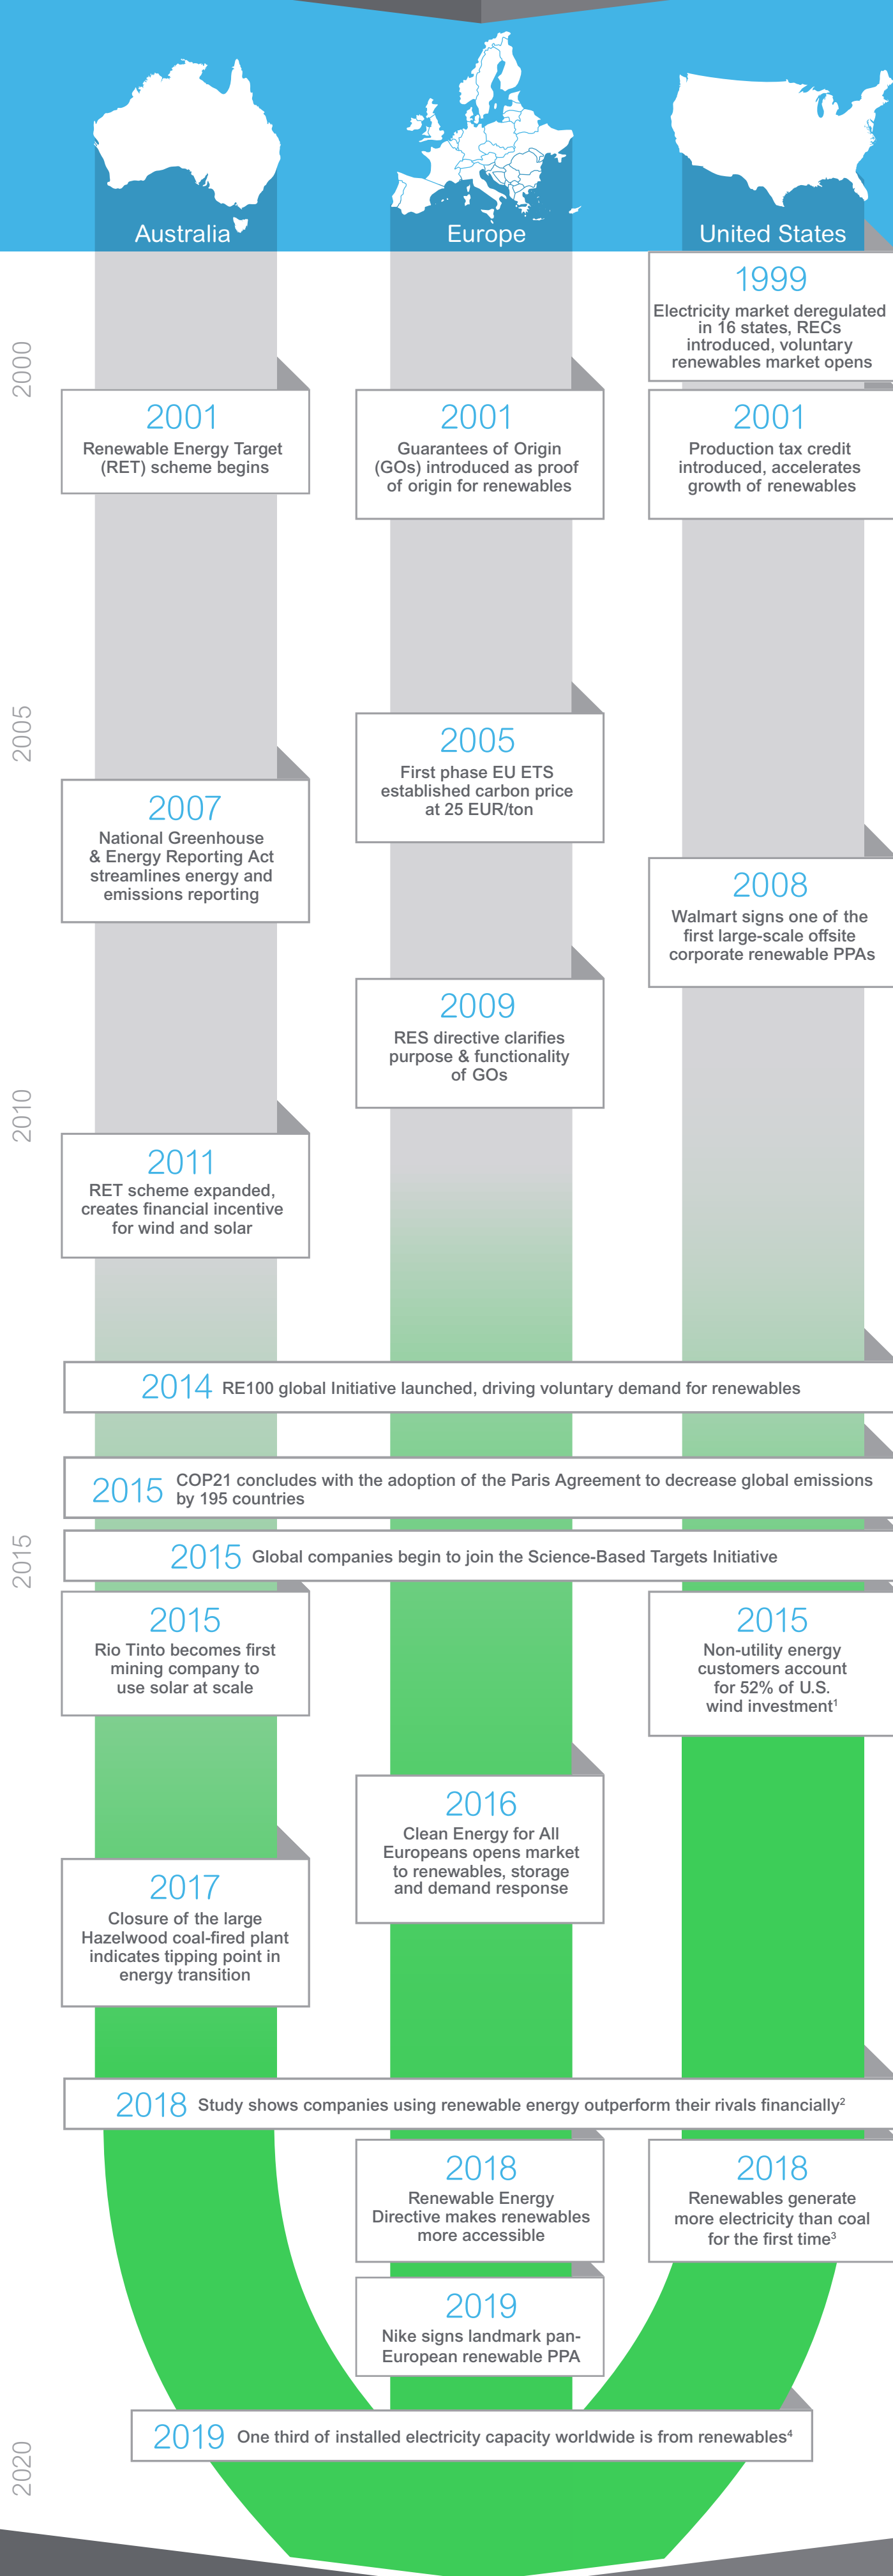 Australia
Europe
United States
1999
Electricity market deregulated
in 16 states, RECs
introduced, voluntary
renewables market opens
2000
2001
Renewable Energy Target
(RET) scheme begins
2001
Guarantees of Origin
(GOs) introduced as proof
of origin for renewables
2001
Production tax credit
introduced, accelerates
growth of renewables
2005
2005
First phase EU ETS
established carbon price
at 25 EUR/ton
2007
National Greenhouse
& Energy Reporting Act
streamlines energy and
emissions reporting
2008
Walmart signs one of the
first large-scale offsite
corporate renewable PPAs
2009
RES directive clarifies
purpose & functionality
of GOs
2010
2011
RET scheme expanded,
creates financial incentive
for wind and solar
2014 RE100 global Initiative launched, driving voluntary demand for renewables
2015 COP21 concludes with the adoption of the Paris Agreement to decrease global emissions
by 195 countries
2015
2015 Global companies begin to join the Science-Based Targets Initiative
2015
Rio Tinto becomes first
mining company to
use solar at scale
2015
Non-utility energy
customers account
for 52% of U.S.
wind investment¹
2016
Clean Energy for All
Europeans opens market
to renewables, storage
and demand response
2017
Closure of the large
Hazelwood coal-fired plant
indicates tipping point in
energy transition
2018 Study shows companies using renewable energy outperform their rivals financially²
2018
Renewable Energy
Directive makes renewables
more accessible
2018
Renewables generate
more electricity than coal
for the first time³
2019
Nike signs landmark pan-
European renewable PPA
2019 One third of installed electricity capacity worldwide is from renewables⁴
2020